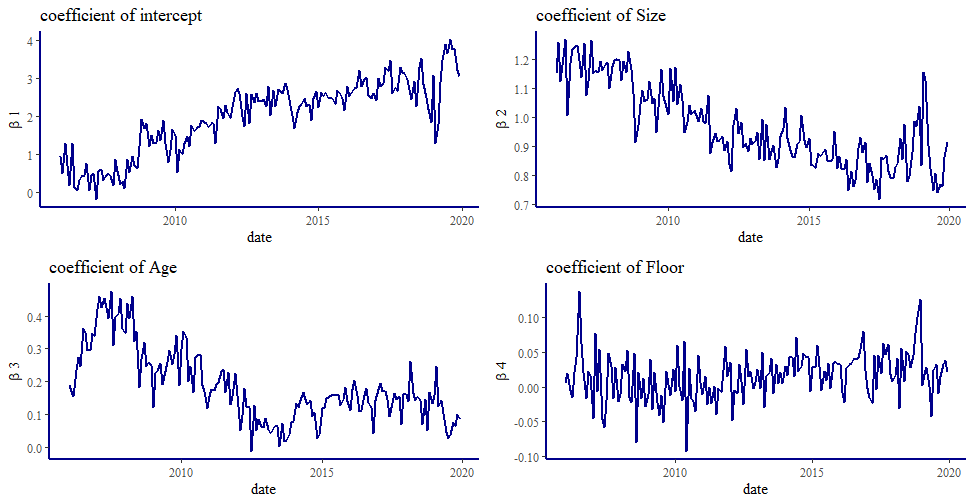 coefficient of intercept
4
3
2
1
0
β 1
2010
2015
2020
date
coefficient of Size
1.2
1.1
1.0
0.9
0.8
0.7
β 2
2010
2015
2020
date
coefficient of Age
0.4
0.3
0.2
0.1
0.0
β 3
2010
2015
2020
date
coefficient of Floor
0.10
0.05
0.00
-0.05
-0.10
β 4
2010
2015
2020
date